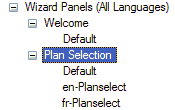 Wizard Panels (All Languages)
Welcome
Default
Plan Selection
Default
en-Planselect
fr-Planselect